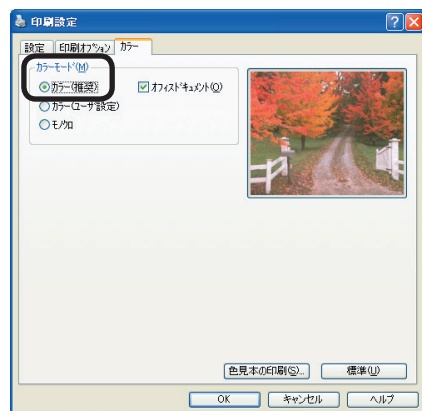 印刷設定
設定 印刷オプション カラー
カラーモード(M)
カラー(推奨) オフィスドキュメント(O)
カラー(ユーザ設定)
モノクロ
色見本の印刷(S)... 標準(U)
OK キャンセル ヘルプ